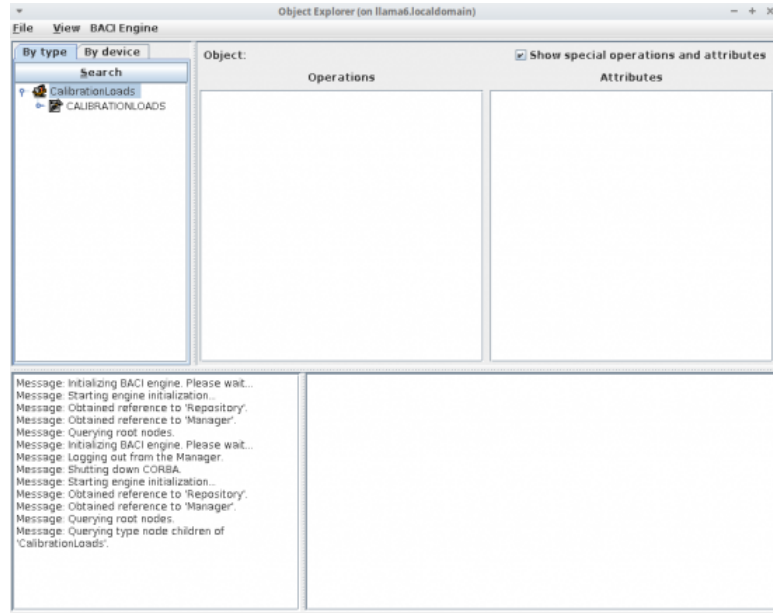 Object Explorer (on llama6.localdomain)
File View BACI Engine
By type By device
Search
CalibrationLoads
CALIBRATIONLOADS
Object:
Show special operations and attributes
Operations
Attributes
Message: Initializing BACI engine. Please wait...
Message: Starting engine initialization...
Message: Obtained reference to 'Repository'.
Message: Obtained reference to 'Manager'.
Message: Querying root nodes.
Message: Initializing BACI engine. Please wait...
Message: Logging out from the Manager.
Message: Shutting down CORBA.
Message: Starting engine initialization...
Message: Obtained reference to 'Repository'.
Message: Obtained reference to 'Manager'.
Message: Querying root nodes.
Message: Querying type node children of
'CalibrationLoads'.